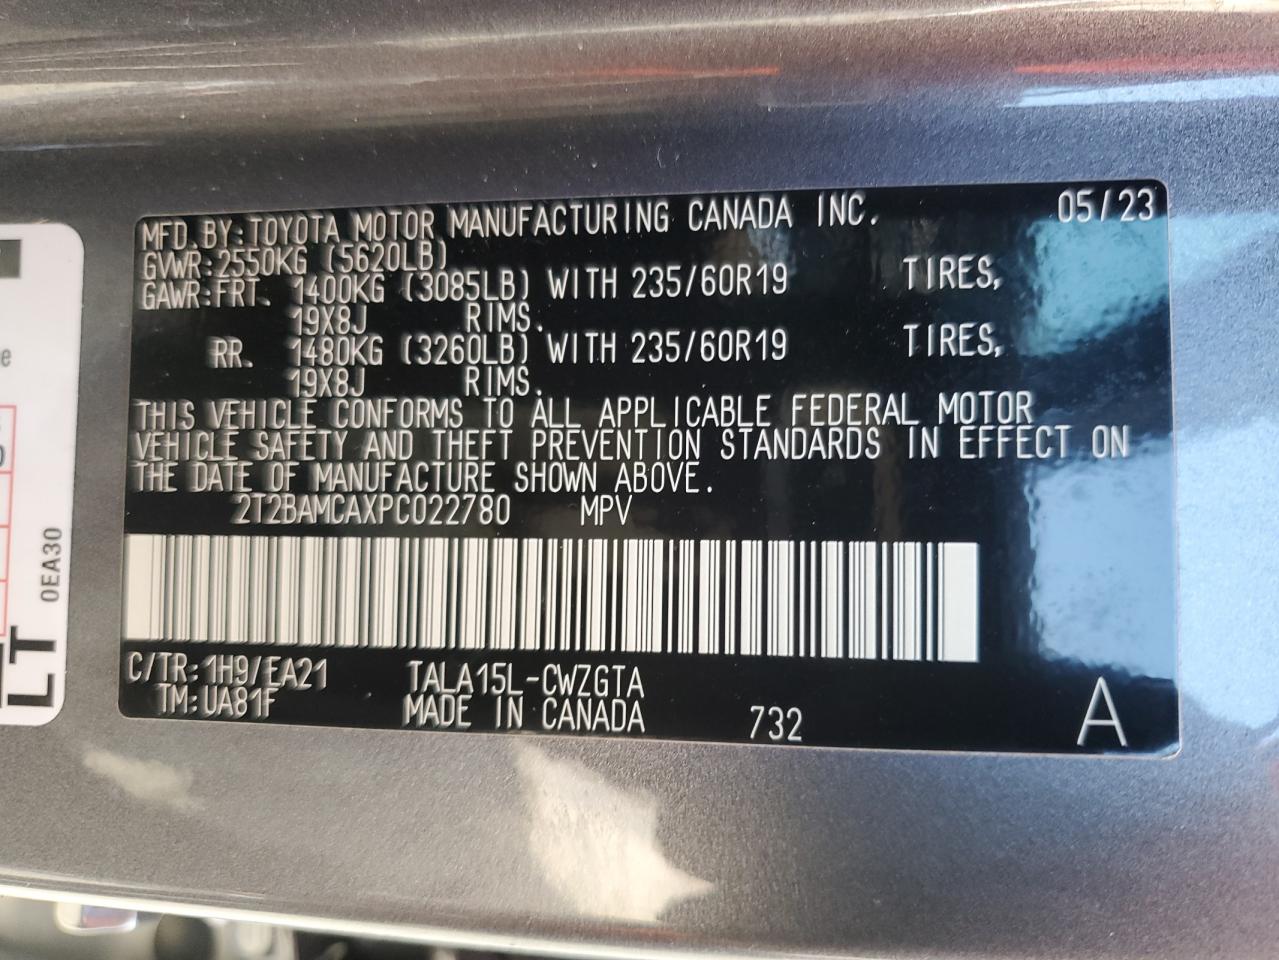 MFD.BY:TOYOTA MOTOR MANUFACTURING CANADA INC. 05/23
GVWR:2550KG (5620LB)
GAWR:FRT. 1400KG (3085LB) WITH 235/60R19 TIRES,
19X8J RIMS.
RR. 1480KG (3260LB) WITH 235/60R19 TIRES,
19X8J RIMS.
THIS VEHICLE CONFORMS TO ALL APPLICABLE FEDERAL MOTOR
VEHICLE SAFETY AND THEFT PREVENTION STANDARDS IN EFFECT ON
THE DATE OF MANUFACTURE SHOWN ABOVE.
2T2BAMCAXPC022780 MPV
C/TR:1H9/EA21 TALA15L-CWZGTA
TM:UA81F MADE IN CANADA 732 A
0EA30
LT